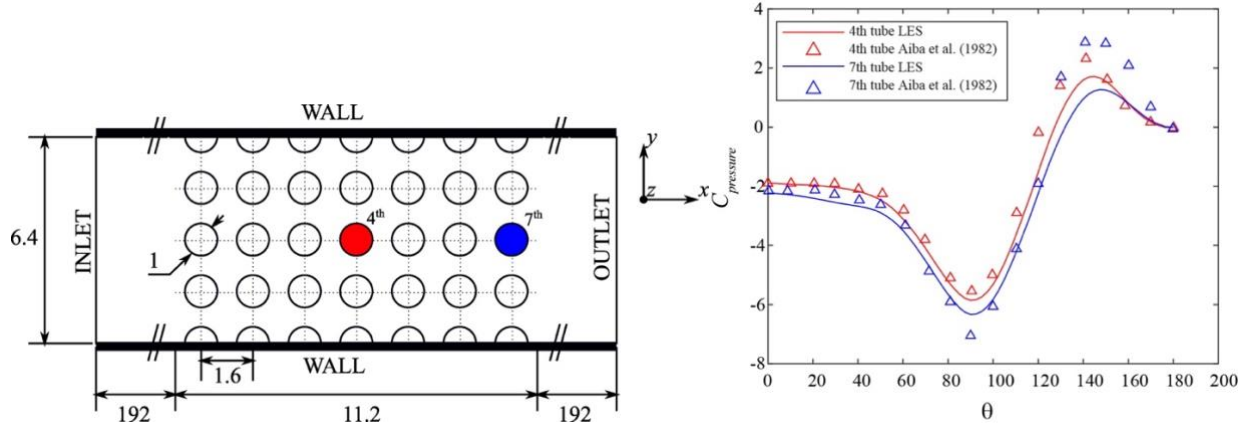 WALL
INLET
6.4
1
4th
7th
OUTLET
y
z
x
WALL
1.6
192
11.2
192
4th tube LES
4th tube Aiba et al. (1982)
7th tube LES
7th tube Aiba et al. (1982)
C pressure
4
2
0
-2
-4
-6
-8
0 20 40 60 80 100 120 140 160 180 200
θ